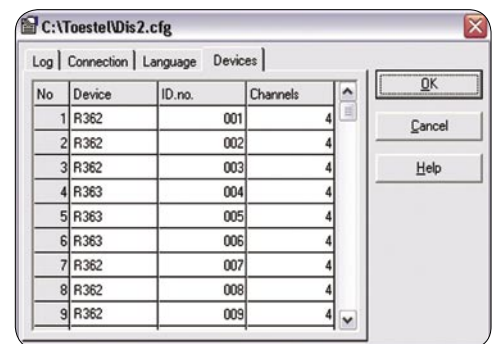 C:\Toestel\Dis2.cfg
Log Connection Language Devices
No Device ID.no. Channels
1 R362 001 4
2 R362 002 4
3 R362 003 4
4 R363 004 4
5 R363 005 4
6 R363 006 4
7 R362 007 4
8 R362 008 4
9 R362 009 4
OK
Cancel
Help